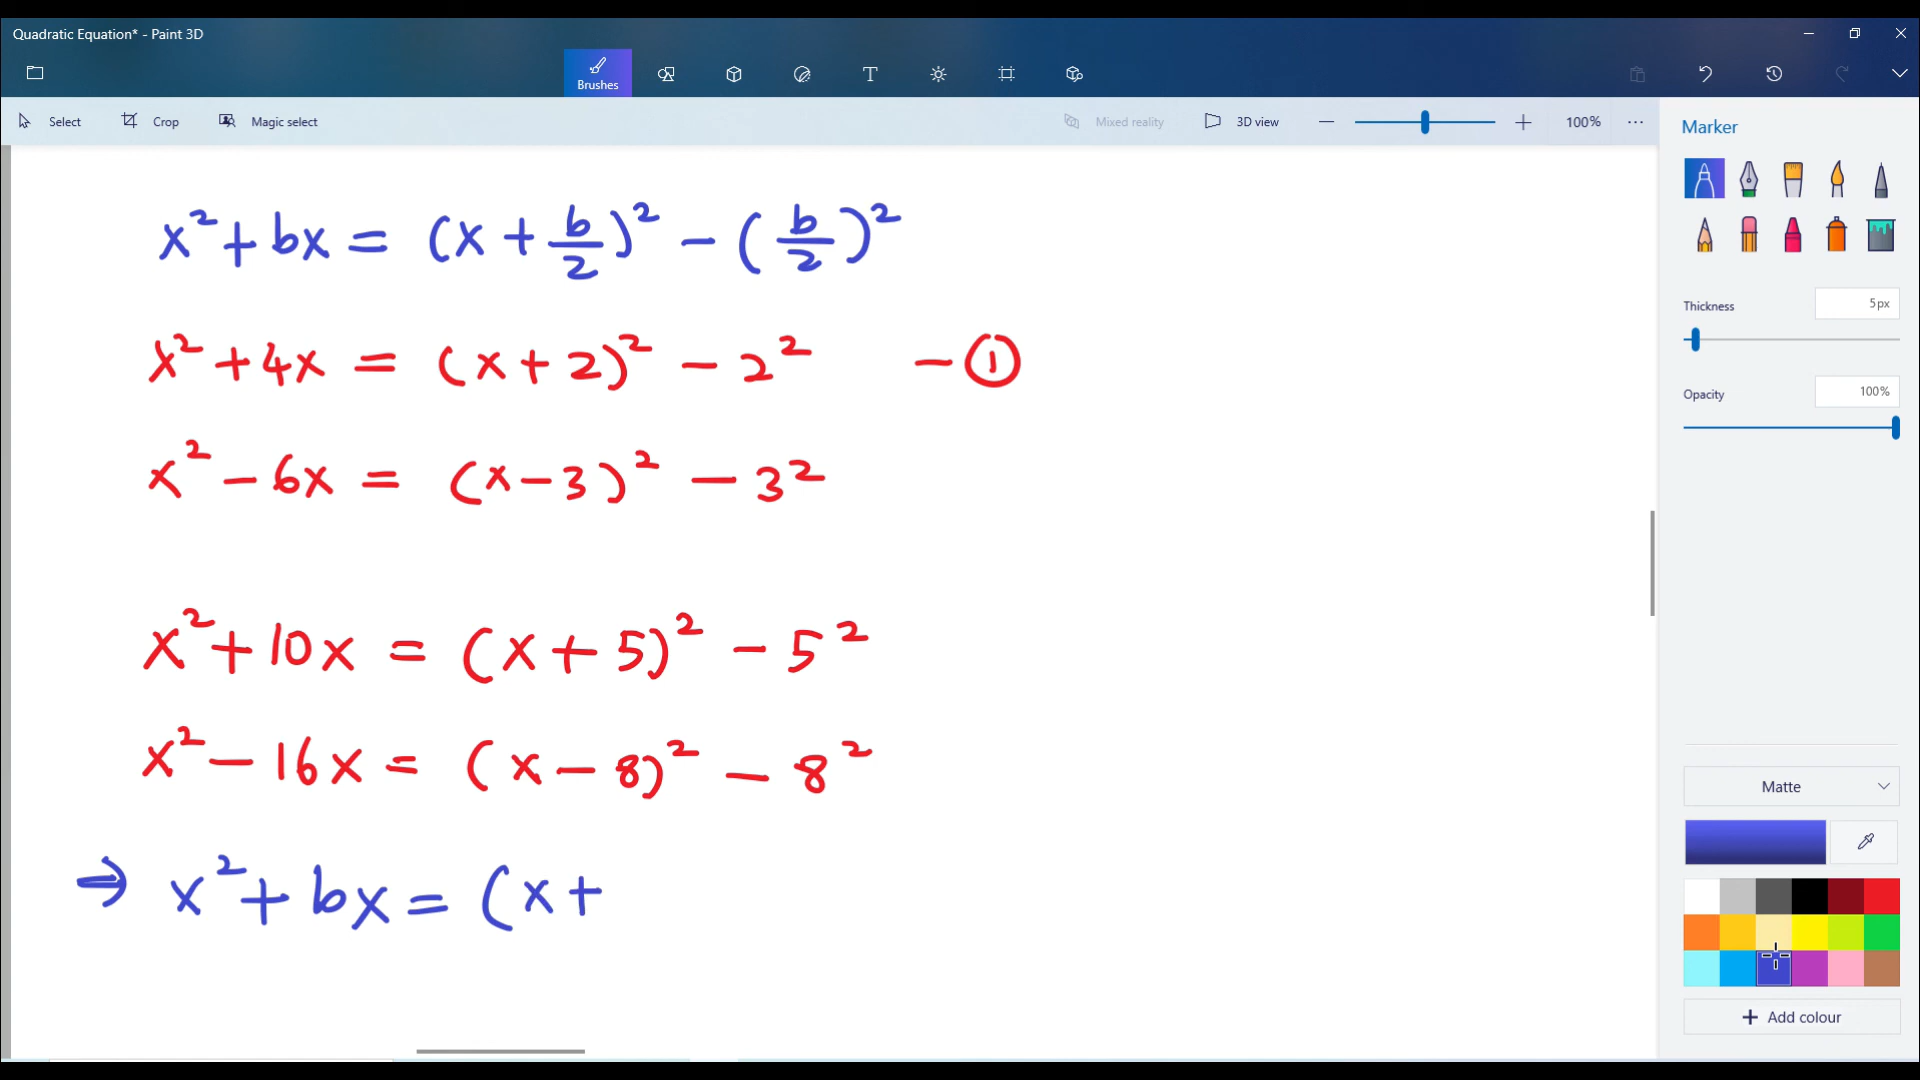 Quadratic Equation* - Paint 3D
Brushes
Select Crop Magic select Mixed reality 3D view 100%
Marker
x² + bx = (x + b/2)² - (b/2)²
x² + 4x = (x + 2)² - 2² - ①
x² - 6x = (x - 3)² - 3²
x² + 10x = (x + 5)² - 5²
x² - 16x = (x - 8)² - 8²
⇒ x² + bx = (x +
Thickness 5px
Opacity 100%
Matte
+ Add colour